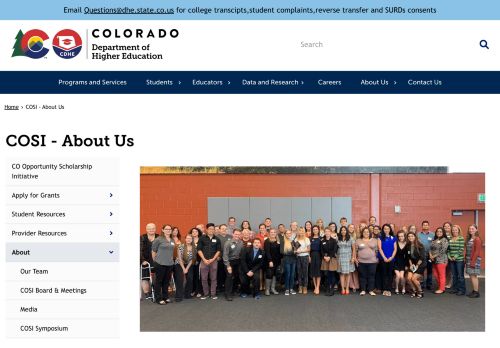 Email Questions@dhe.state.co.us for college transcipts,student complaints,reverse transfer and SURDs consents
CO
CDHE
COLORADO
Department of
Higher Education
Search
Programs and Services Students Educators Data and Research Careers About Us Contact Us
Home › COSI - About Us
COSI - About Us
CO Opportunity Scholarship
Initiative
Apply for Grants
Student Resources
Provider Resources
About
Our Team
COSI Board & Meetings
Media
COSI Symposium